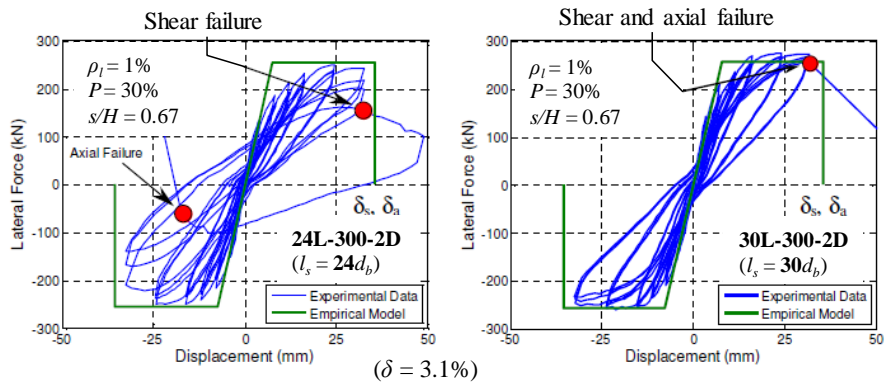 Shear failure
300
200
100
0
-100
-200
-300
Lateral Force (kN)
ρl = 1%
P = 30%
s/H = 0.67
Axial Failure
δs, δa
24L-300-2D
(ls = 24db)
Experimental Data
Empirical Model
-50 -25 0 25 50
Displacement (mm)
Shear and axial failure
300
200
100
0
-100
-200
-300
Lateral Force (kN)
ρl = 1%
P = 30%
s/H = 0.67
δs, δa
30L-300-2D
(ls = 30db)
Experimental Data
Empirical Model
-50 -25 0 25 50
Displacement (mm)
(δ = 3.1%)